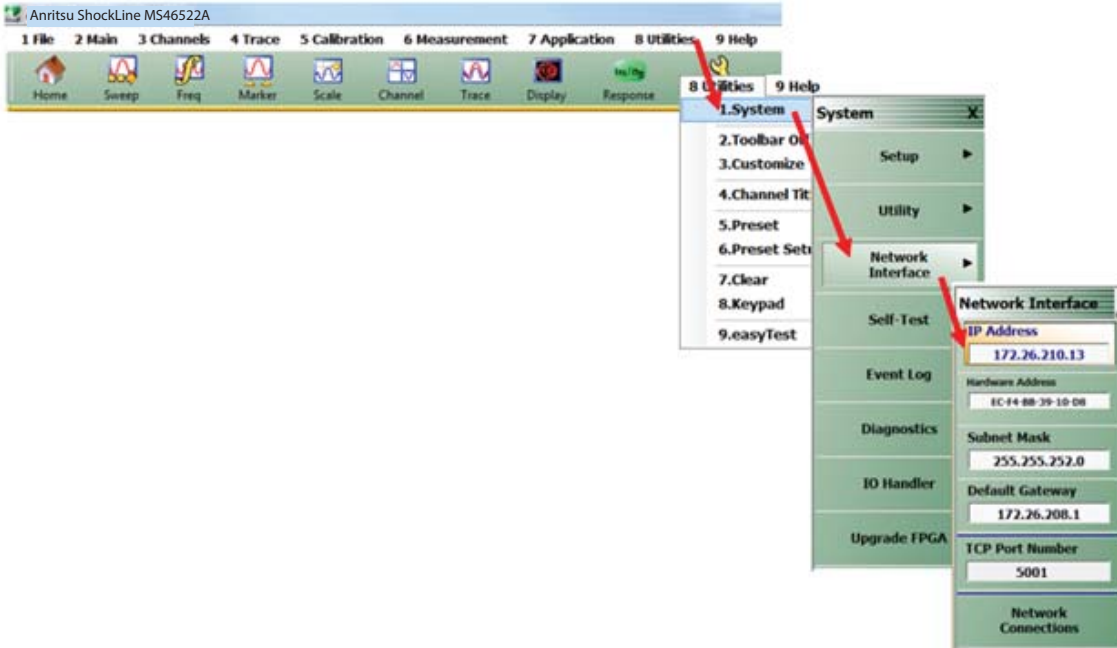 Anritsu ShockLine MS46522A
1 File 2 Main 3 Channels 4 Trace 5 Calibration 6 Measurement 7 Application 8 Utilities 9 Help
Home Sweep Freq Marker Scale Channel Trace Display Response
8 Utilities 9 Help
1.System
2.Toolbar
3.Customize
4.Channel Tit
5.Preset
6.Preset Setu
7.Clear
8.Keypad
9.easyTest
System X
Setup
Utility
Network
Interface
Self-Test
Event Log
Diagnostics
IO Handler
Upgrade FPGA
Network Interface
IP Address
172.26.210.13
Hardware Address
EC-F4-BB-39-10-D8
Subnet Mask
255.255.252.0
Default Gateway
172.26.208.1
TCP Port Number
5001
Network
Connections